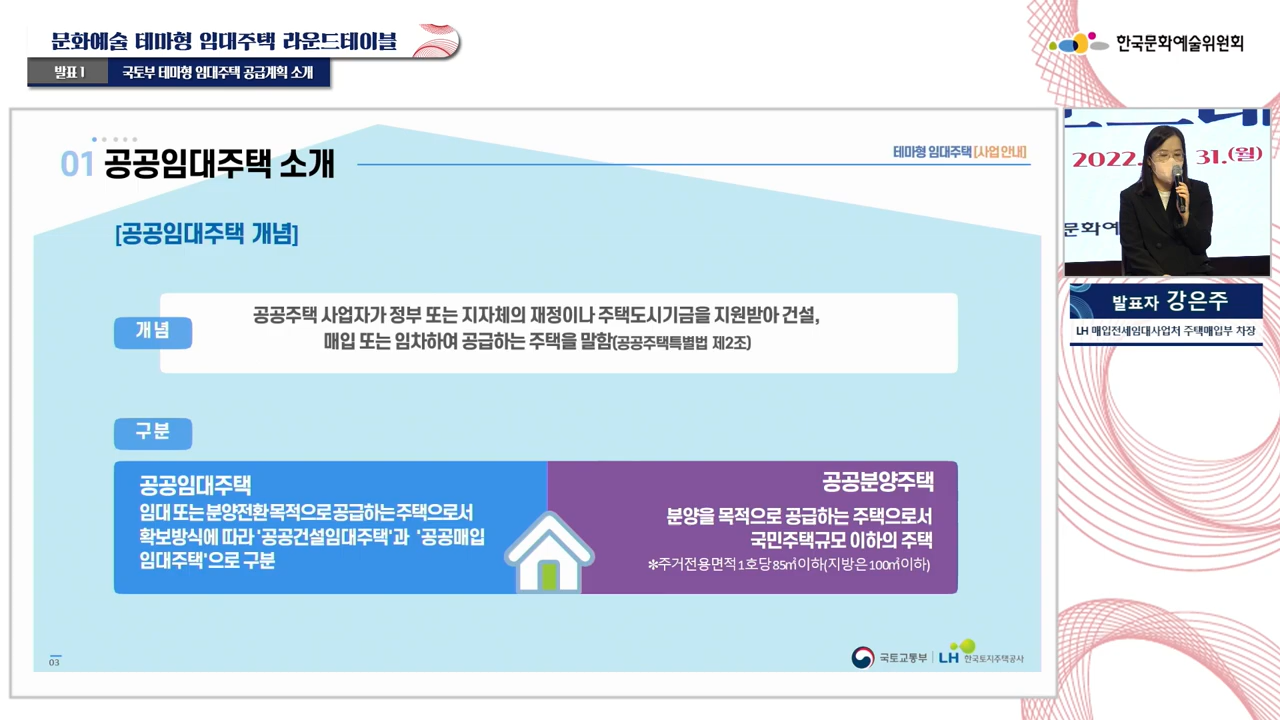 문화예술 테마형 임대주택 라운드테이블
발표 1 국토부 테마형 임대주택 공급계획 소개
한국문화예술위원회
01 공공임대주택 소개
테마형 임대주택 [사업 안내]
[공공임대주택 개념]
개념
공공주택 사업자가 정부 또는 지자체의 재정이나 주택도시기금을 지원받아 건설,
매입 또는 임차하여 공급하는 주택을 말함(공공주택특별법 제2조)
구분
공공임대주택
임대 또는 분양전환 목적으로 공급하는 주택으로서
확보방식에 따라 '공공건설임대주택'과 '공공매입
임대주택'으로 구분
공공분양주택
분양을 목적으로 공급하는 주택으로서
국민주택규모 이하의 주택
※주거전용면적 1호당 85㎡이하(지방은 100㎡이하)
03
국토교통부 LH 한국토지주택공사
2022. 31.(월)
문화예
발표자 강은주
LH 매입전세임대사업처 주택매입부 차장